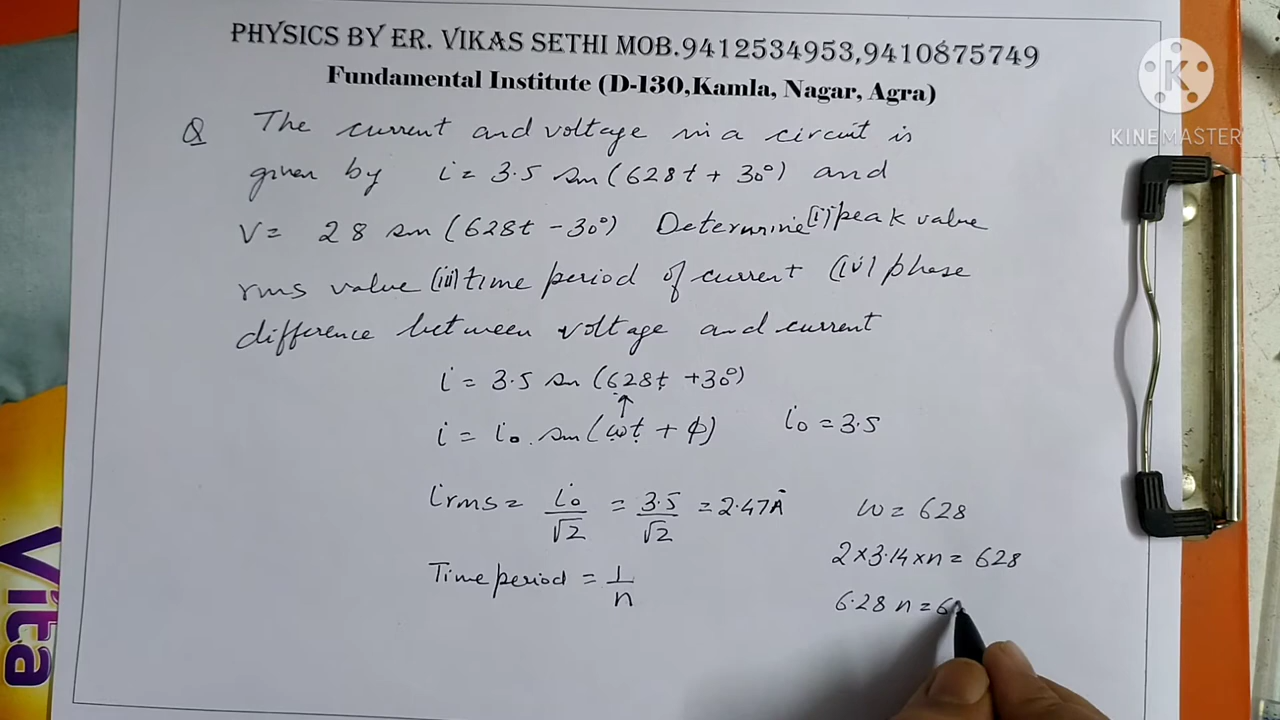 PHYSICS BY ER. VIKAS SETHI MOB.9412534953,9410875749
Fundamental Institute (D-130,Kamla, Nagar, Agra)
KINEMASTER
Q The current and voltage in a circuit is
given by i = 3.5 sin (628t + 30°) and
V = 28 sin (628t - 30°) Determine (i) peak value
rms value (iii) time period of current (iv) phase
difference between voltage and current
i = 3.5 sin (628t + 30°)
↑
i = i₀. sin (ωt + ϕ) i₀ = 3.5
irms = i₀/√2 = 3.5/√2 = 2.47A
ω = 628
2 × 3.14 × n = 628
Time period = 1/n
6.28 n = 6
Vita